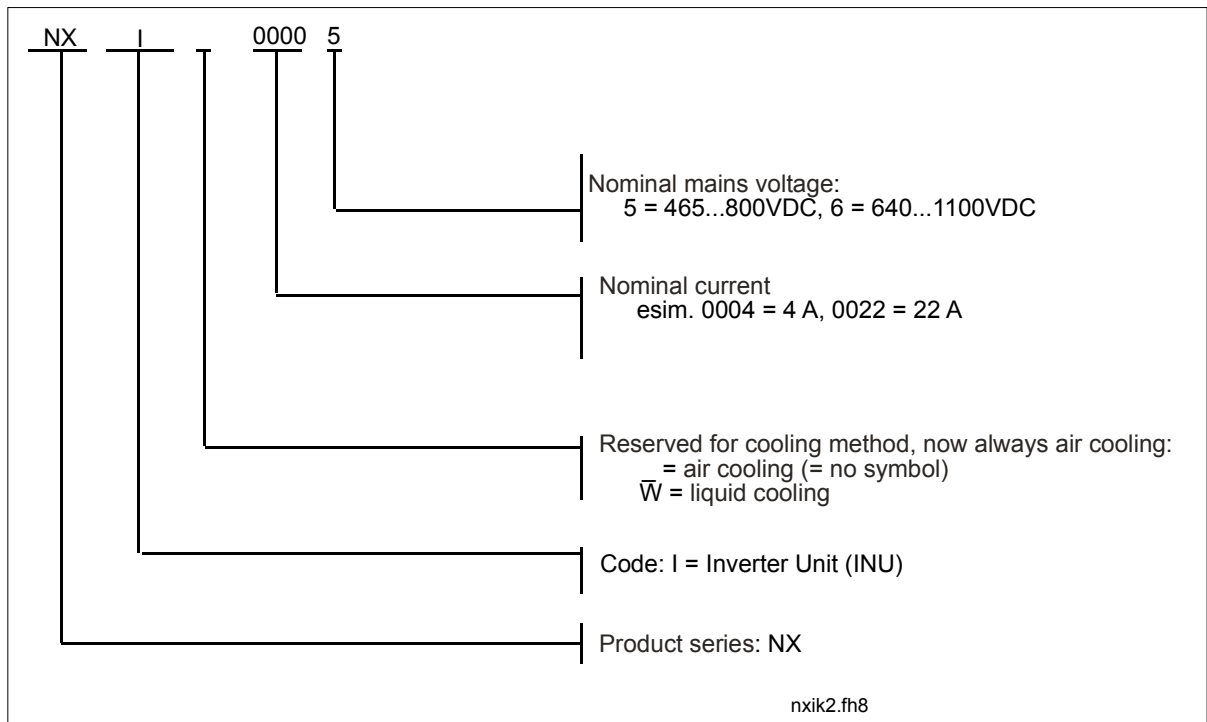 NX I _ 0000 5
Nominal mains voltage:
5 = 465...800VDC, 6 = 640...1100VDC
Nominal current
esim. 0004 = 4 A, 0022 = 22 A
Reserved for cooling method, now always air cooling:
_ = air cooling (= no symbol)
W = liquid cooling
Code: I = Inverter Unit (INU)
Product series: NX
nxik2.fh8